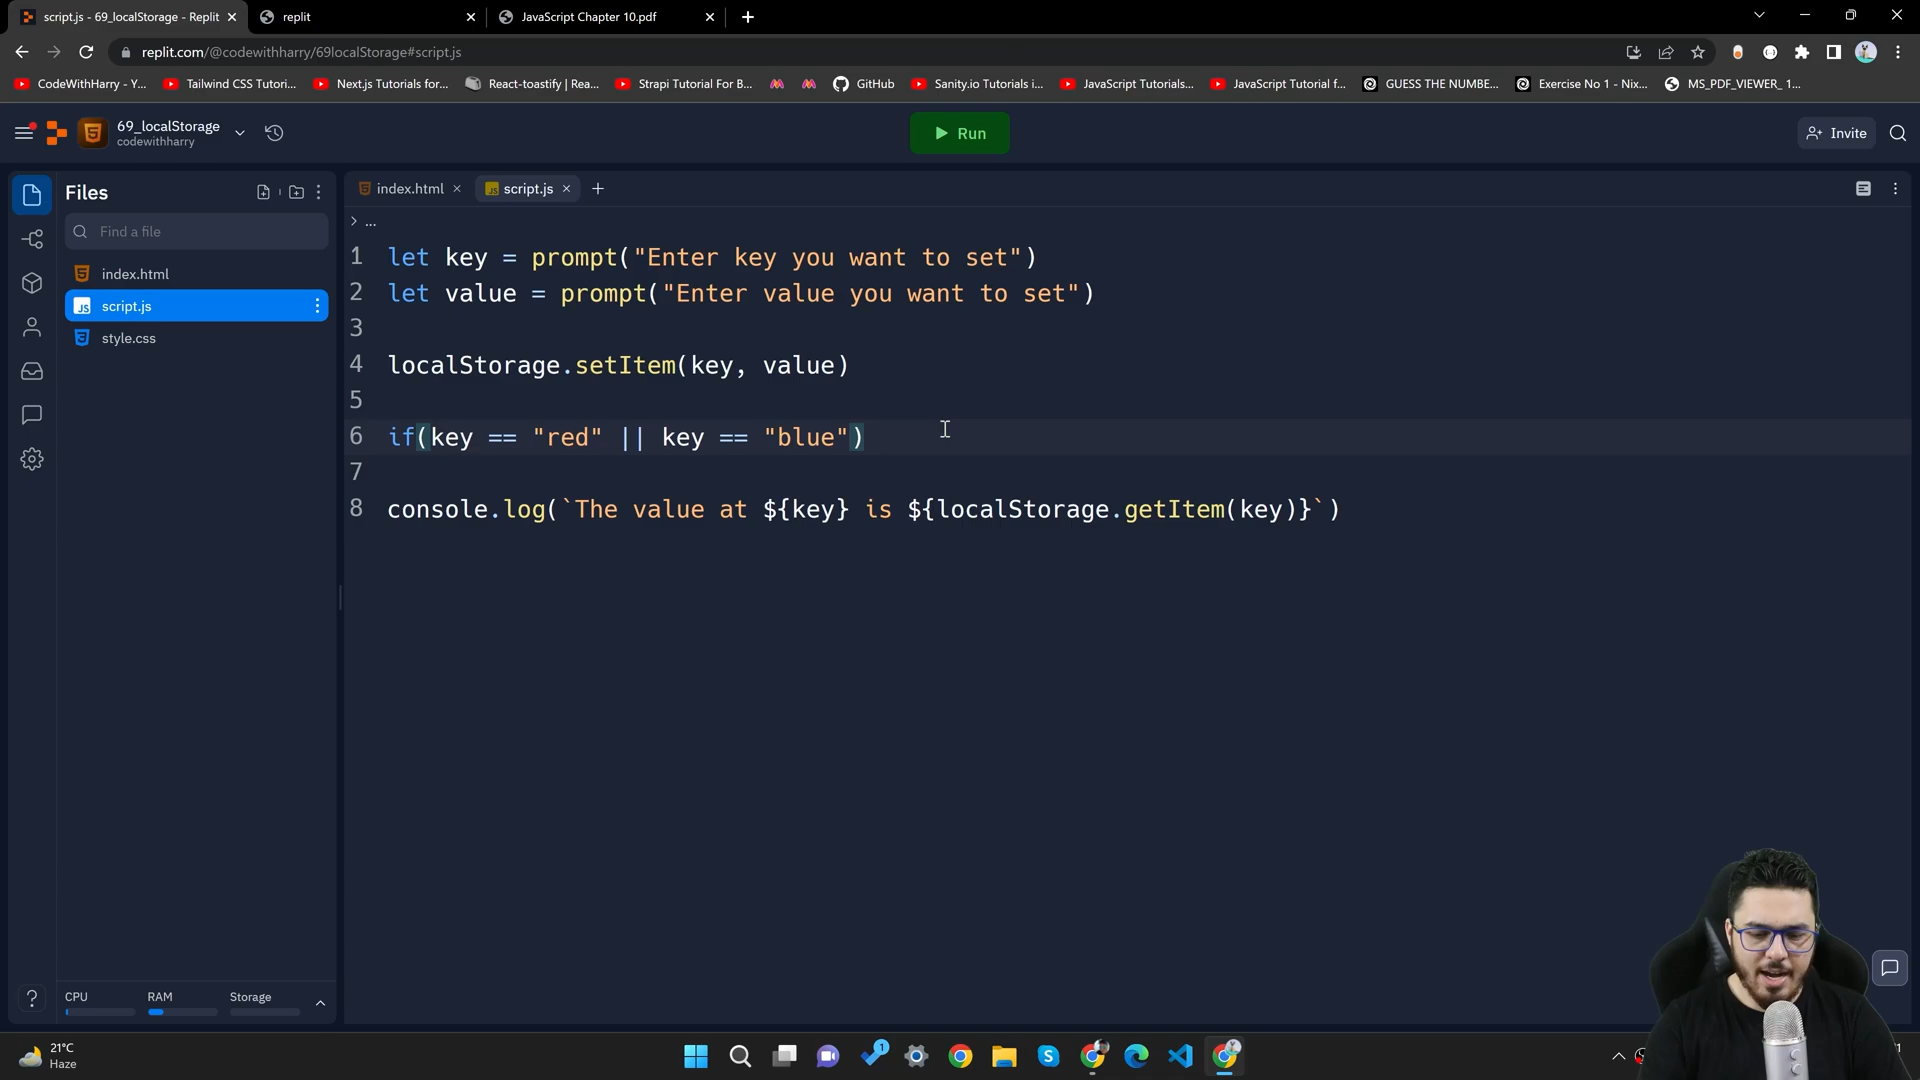 script.js - 69_localStorage - Replit
replit
JavaScript Chapter 10.pdf
replit.com/@codewithharry/69localStorage#script.js
CodeWithHarry - Y...
Tailwind CSS Tutori...
Next.js Tutorials for...
React-toastify | Rea...
Strapi Tutorial For B...
GitHub
Sanity.io Tutorials i...
JavaScript Tutorials...
JavaScript Tutorial f...
GUESS THE NUMBE...
Exercise No 1 - Nix...
MS_PDF_VIEWER_ 1...
69_localStorage
codewithharry
Run
Invite
Files
Find a file
index.html
script.js
style.css
index.html
script.js
...
1 let key = prompt("Enter key you want to set")
2 let value = prompt("Enter value you want to set")
3
4 localStorage.setItem(key, value)
5
6 if(key == "red" || key == "blue")
7
8 console.log(`The value at ${key} is ${localStorage.getItem(key)}`)
CPU
RAM
Storage
21°C
Haze
1